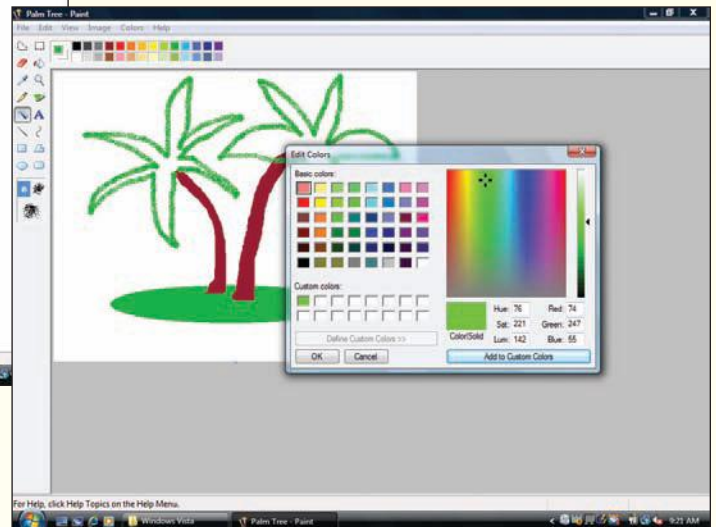 Palm Tree - Paint
File Edit View Image Colors Help
Edit Colors
Basic colors:
Custom colors:
Define Custom Colors >>
OK Cancel
Color|Solid
Hue: 76 Red: 74
Sat: 221 Green: 247
Lum: 142 Blue: 55
Add to Custom Colors
For Help, click Help Topics on the Help Menu.
Windows Vista Palm Tree - Paint 9:21 AM